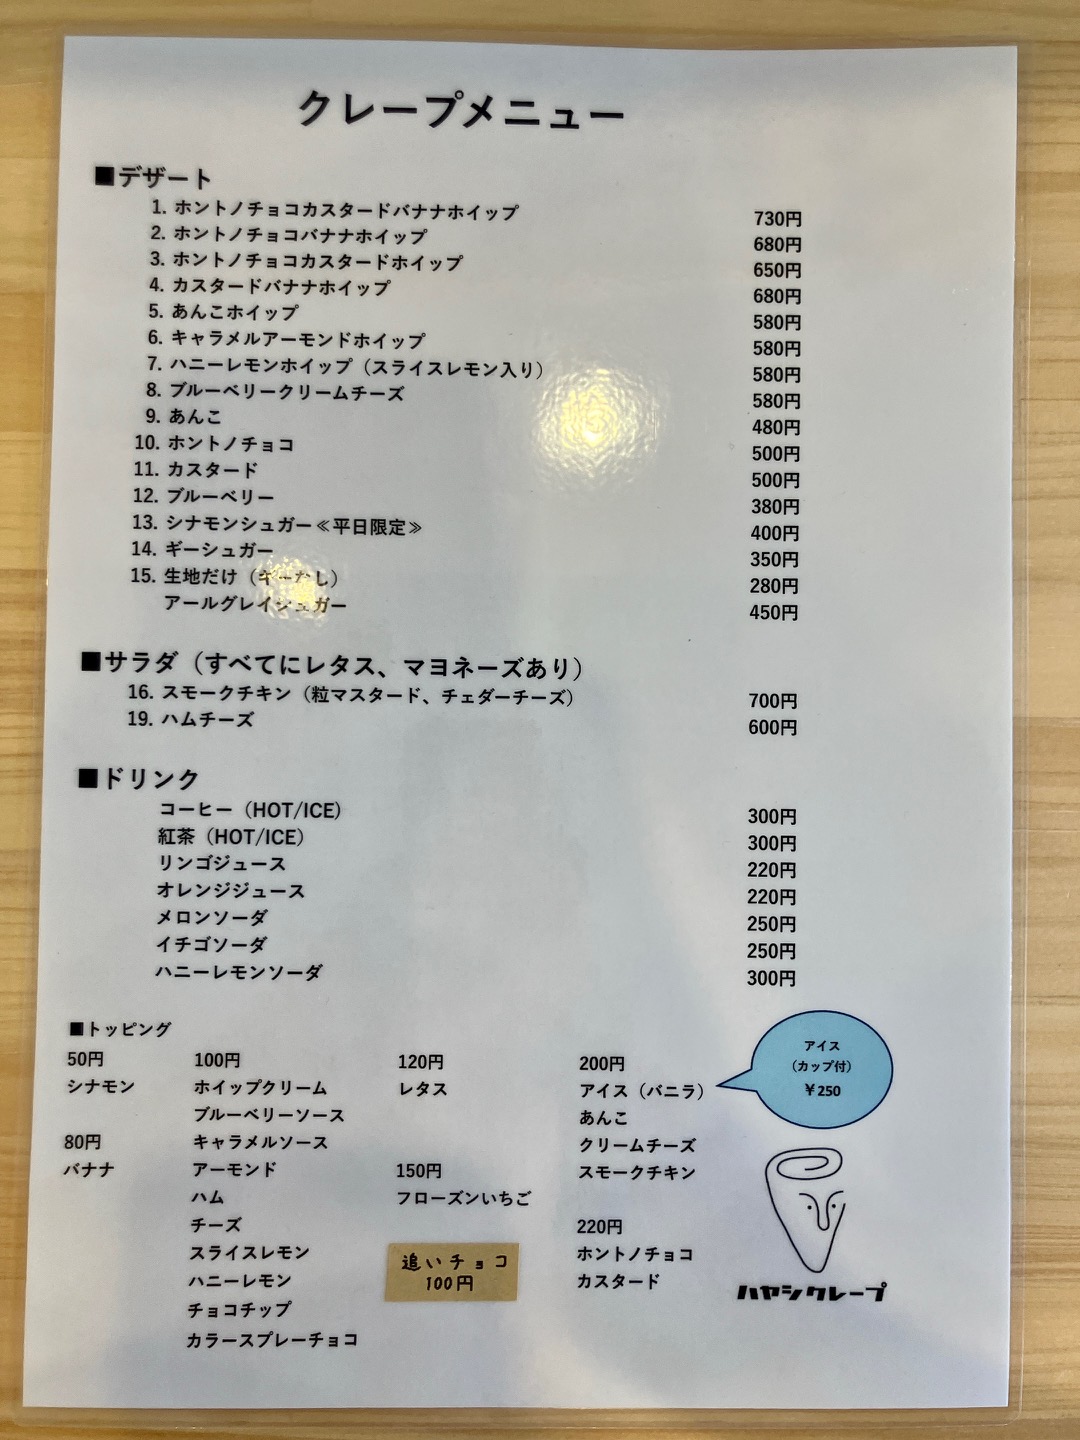 クレープメニュー
■デザート
1. ホントノチョコカスタードバナナホイップ 730円
2. ホントノチョコバナナホイップ 680円
3. ホントノチョコカスタードホイップ 650円
4. カスタードバナナホイップ 680円
5. あんこホイップ 580円
6. キャラメルアーモンドホイップ 580円
7. ハニーレモンホイップ（スライスレモン入り） 580円
8. ブルーベリークリームチーズ 580円
9. あんこ 480円
10. ホントノチョコ 500円
11. カスタード 500円
12. ブルーベリー 380円
13. シナモンシュガー≪平日限定≫ 400円
14. ギーシュガー 350円
15. 生地だけ（ギーなし） 280円
アールグレイシュガー 450円
■サラダ（すべてにレタス、マヨネーズあり）
16. スモークチキン（粒マスタード、チェダーチーズ） 700円
19. ハムチーズ 600円
■ドリンク
コーヒー（HOT/ICE) 300円
紅茶（HOT/ICE） 300円
リンゴジュース 220円
オレンジジュース 220円
メロンソーダ 250円
イチゴソーダ 250円
ハニーレモンソーダ 300円
■トッピング
50円
シナモン
80円
バナナ
100円
ホイップクリーム
ブルーベリーソース
キャラメルソース
アーモンド
ハム
チーズ
スライスレモン
ハニーレモン
チョコチップ
カラースプレーチョコ
120円
レタス
150円
フローズンいちご
追いチョコ
100円
200円
アイス（バニラ）
あんこ
クリームチーズ
スモークチキン
220円
ホントノチョコ
カスタード
アイス
（カップ付）
￥250
ハヤシクレープ